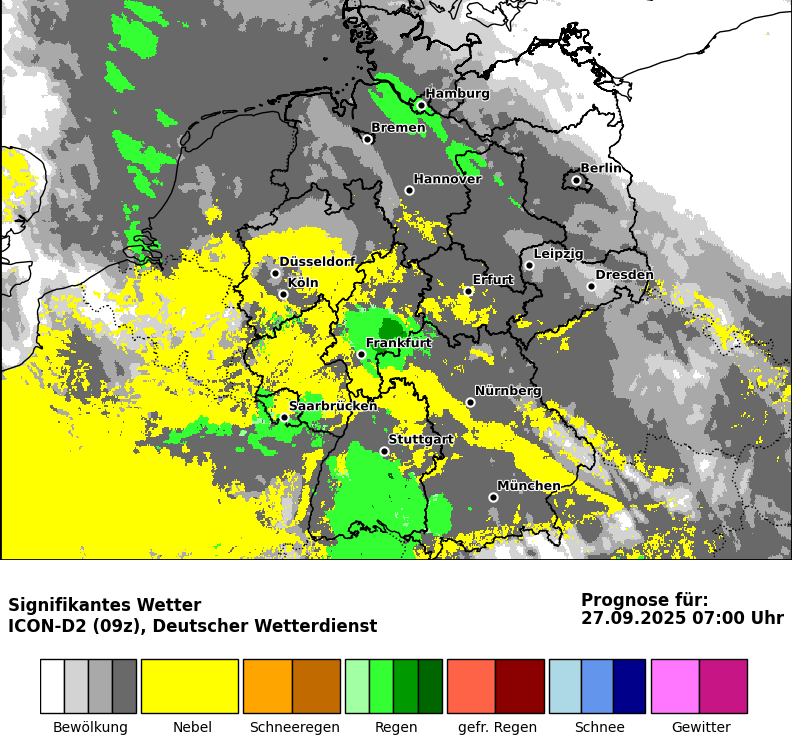 Hamburg
Bremen
Berlin
Hannover
Leipzig
Düsseldorf
Dresden
Erfurt
Köln
Frankfurt
Nürnberg
Saarbrücken
Stuttgart
München
Signifikantes Wetter
ICON-D2 (09z), Deutscher Wetterdienst
Prognose für:
27.09.2025 07:00 Uhr
Bewölkung Nebel Schneeregen Regen gefr. Regen Schnee Gewitter